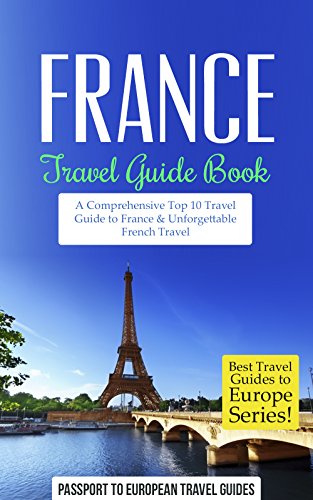 FRANCE
Travel Guide Book
A Comprehensive Top 10 Travel
Guide to France & Unforgettable
French Travel
Best Travel
Guides to
Europe
Series!
PASSPORT TO EUROPEAN TRAVEL GUIDES